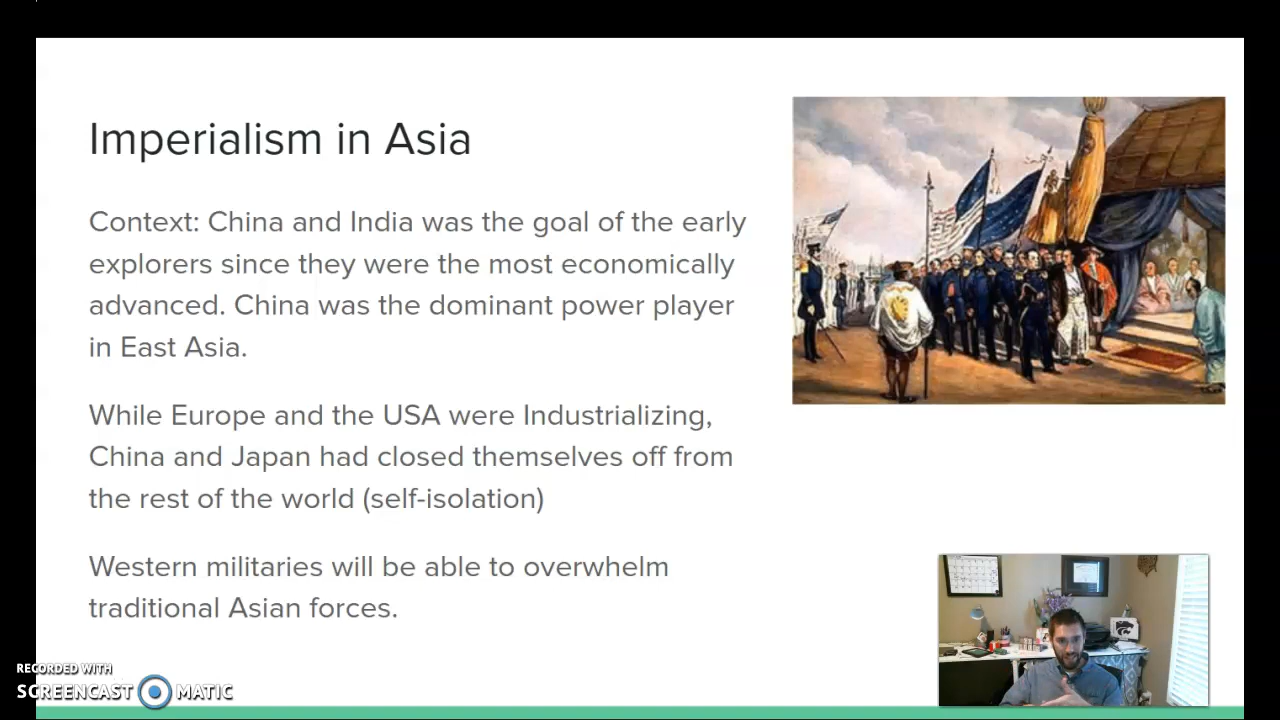 Imperialism in Asia
Context: China and India was the goal of the early
explorers since they were the most economically
advanced. China was the dominant power player
in East Asia.
While Europe and the USA were Industrializing,
China and Japan had closed themselves off from
the rest of the world (self-isolation)
Western militaries will be able to overwhelm
traditional Asian forces.
RECORDED WITH
SCREENCAST MATIC